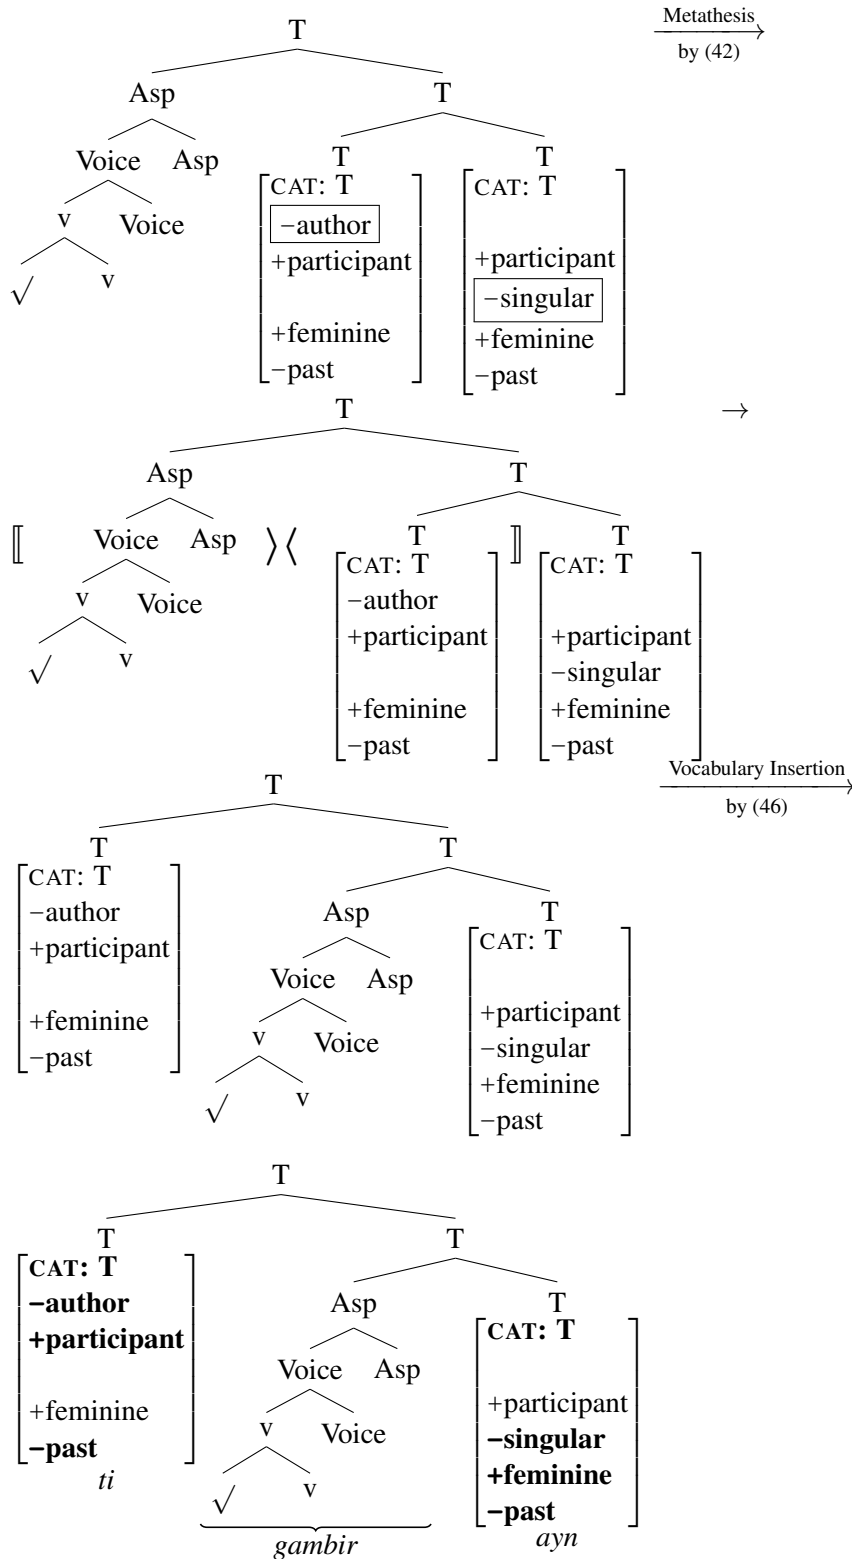 T
Metathesis
by (42)
Asp T
Voice Asp T T
v Voice
√ v
[CAT: T [CAT: T
–author
+participant +participant
–singular
+feminine +feminine
–past] –past]
T →
Asp T
⟦ Voice Asp ⟩⟨ T ⟧ T
v Voice
√ v
[CAT: T [CAT: T
–author
+participant +participant
–singular
+feminine +feminine
–past] –past]
Vocabulary Insertion
by (46)
T
T T
[CAT: T
–author
+participant
+feminine
–past]
Asp T
Voice Asp
v Voice
√ v
[CAT: T
+participant
–singular
+feminine
–past]
T
T T
[CAT: T
–author
+participant
+feminine
–past]
ti
Asp T
Voice Asp
v Voice
√ v
gambir
[CAT: T
+participant
–singular
+feminine
–past]
ayn